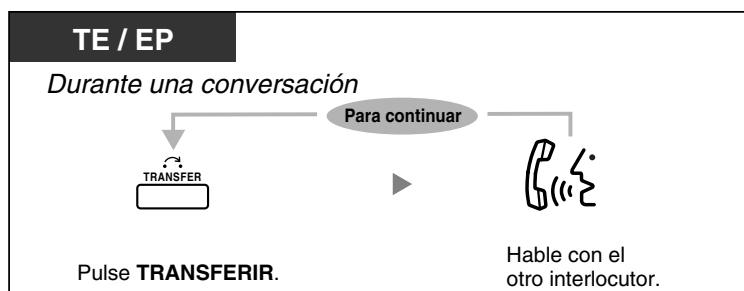 TE / EP
Durante una conversación
Para continuar
TRANSFER
Pulse TRANSFERIR.
Hable con el
otro interlocutor.